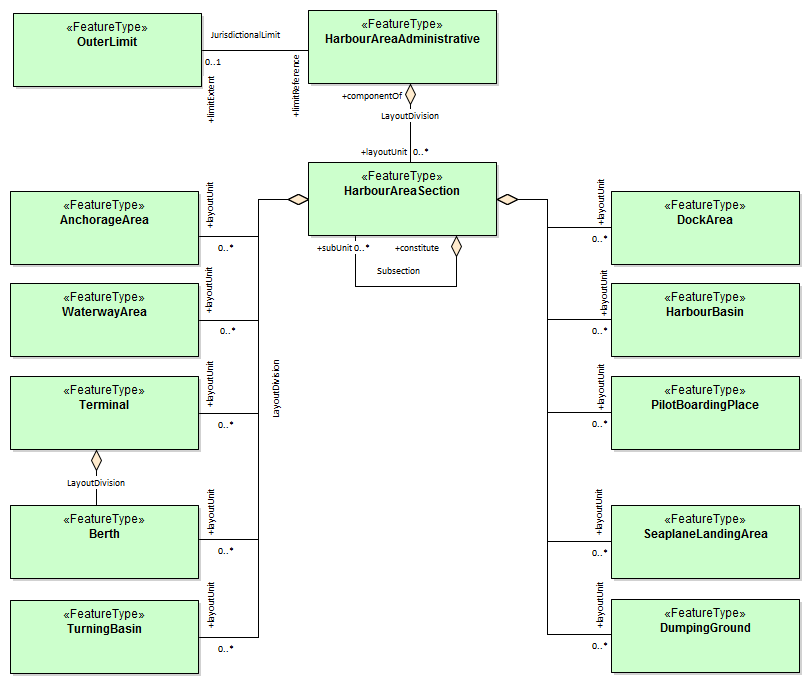 «FeatureType»
OuterLimit
JurisdictionalLimit
0..1
+limitExtent
+limitReference
«FeatureType»
HarbourAreaAdministrative
+componentOf
LayoutDivision
+layoutUnit 0..*
«FeatureType»
HarbourAreaSection
+subUnit 0..*
+constitute
Subsection
«FeatureType»
AnchorageArea
+layoutUnit
0..*
«FeatureType»
WaterwayArea
+layoutUnit
0..*
«FeatureType»
Terminal
+layoutUnit
0..*
LayoutDivision
LayoutDivision
«FeatureType»
Berth
+layoutUnit
0..*
«FeatureType»
TurningBasin
+layoutUnit
0..*
+layoutUnit
0..*
«FeatureType»
DockArea
+layoutUnit
0..*
«FeatureType»
HarbourBasin
+layoutUnit
0..*
«FeatureType»
PilotBoardingPlace
+layoutUnit
0..*
«FeatureType»
SeaplaneLandingArea
+layoutUnit
0..*
«FeatureType»
DumpingGround